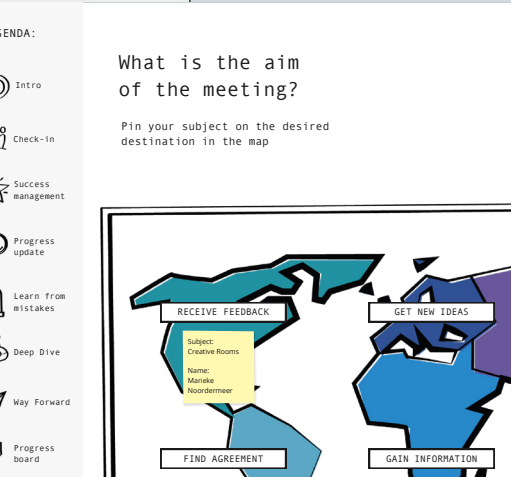 What is the aim
of the meeting?
Pin your subject on the desired
destination in the map
Intro
Check-in
Success
management
Progress
update
Learn from
mistakes
Deep Dive
Way Forward
Progress
board
RECEIVE FEEDBACK
GET NEW IDEAS
Subject:
Creative Rooms
Name:
Marieke
Noordermeer
FIND AGREEMENT
GAIN INFORMATION